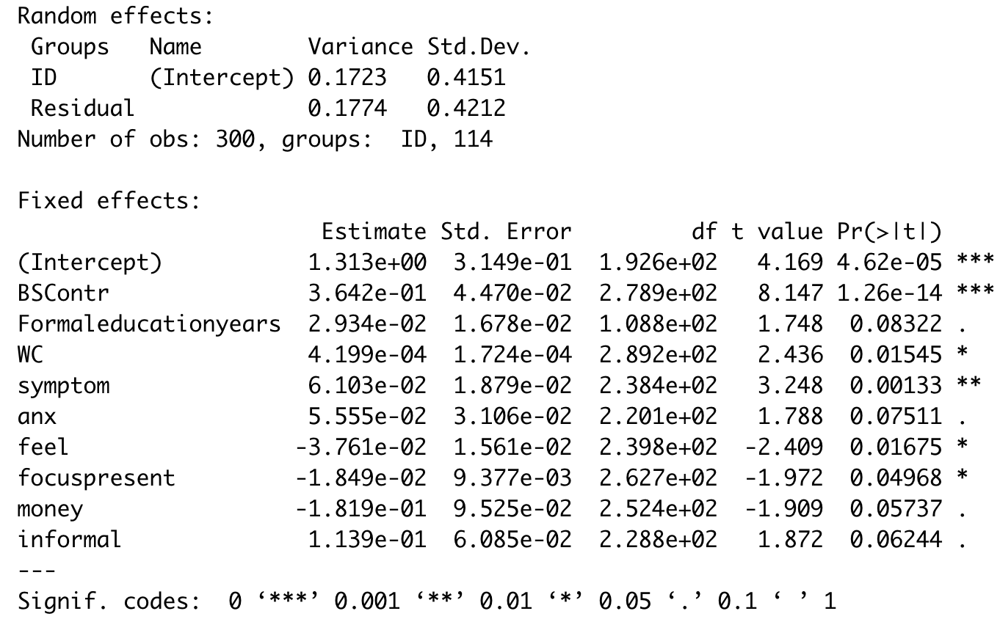 Random effects:
 Groups   Name        Variance Std.Dev.
 ID       (Intercept) 0.1723   0.4151
 Residual             0.1774   0.4212
Number of obs: 300, groups:  ID, 114

Fixed effects:
                       Estimate Std. Error         df t value Pr(>|t|)
(Intercept)           1.313e+00  3.149e-01  1.926e+02   4.169 4.62e-05 ***
BSContr               3.642e-01  4.470e-02  2.789e+02   8.147 1.26e-14 ***
Formaleducationyears  2.934e-02  1.678e-02  1.088e+02   1.748  0.08322 .
WC                    4.199e-04  1.724e-04  2.892e+02   2.436  0.01545 *
symptom               6.103e-02  1.879e-02  2.384e+02   3.248  0.00133 **
anx                   5.555e-02  3.106e-02  2.201e+02   1.788  0.07511 .
feel                 -3.761e-02  1.561e-02  2.398e+02  -2.409  0.01675 *
focuspresent         -1.849e-02  9.377e-03  2.627e+02  -1.972  0.04968 *
money                -1.819e-01  9.525e-02  2.524e+02  -1.909  0.05737 .
informal              1.139e-01  6.085e-02  2.288e+02   1.872  0.06244 .
---
Signif. codes:  0 ‘***’ 0.001 ‘**’ 0.01 ‘*’ 0.05 ‘.’ 0.1 ‘ ’ 1